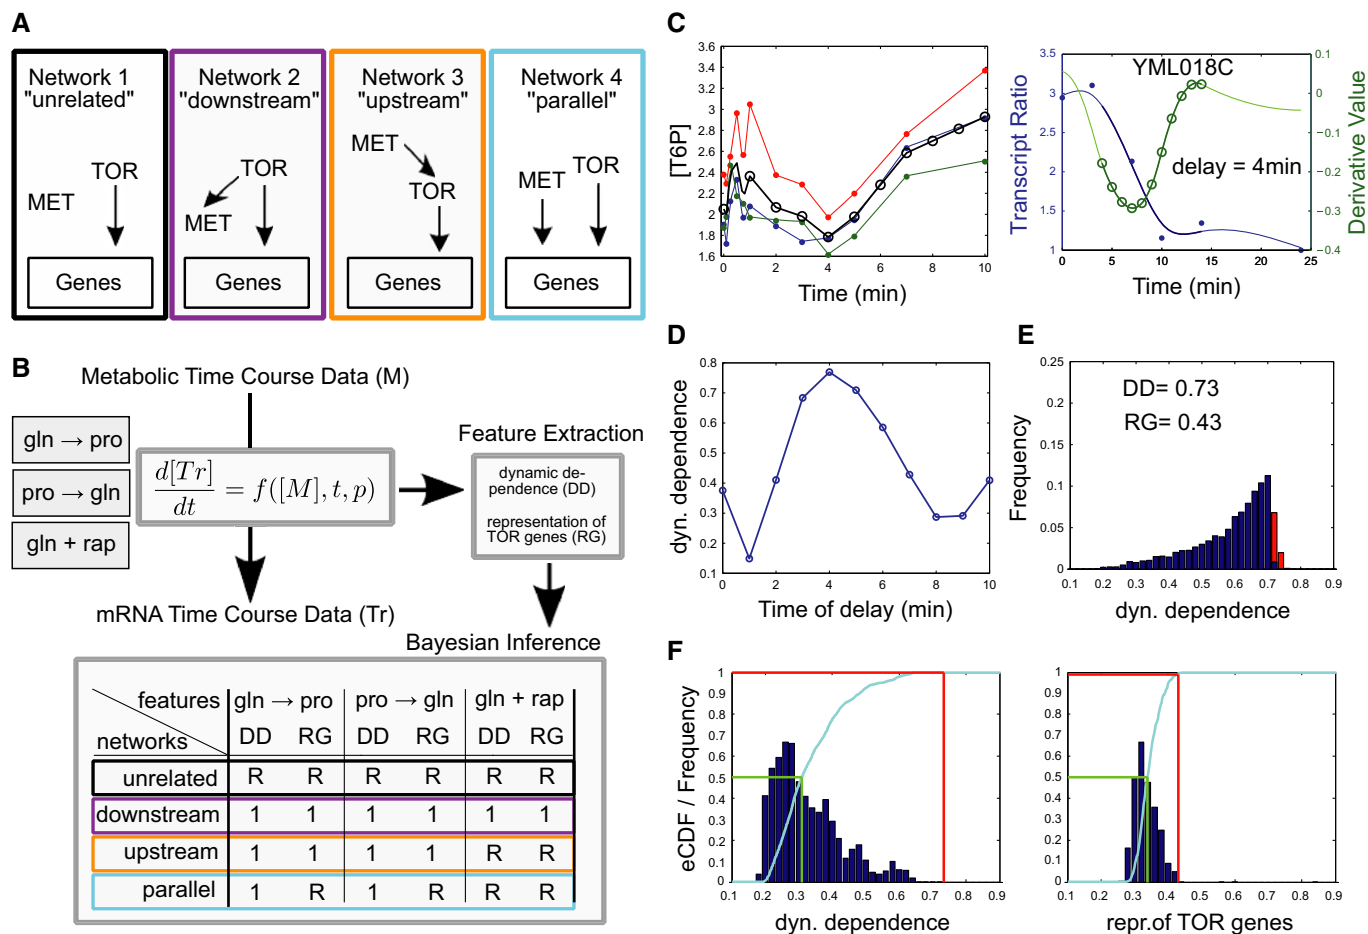 A
Network 1
"unrelated"
MET
TOR
Genes
Network 2
"downstream"
TOR
MET
Genes
Network 3
"upstream"
MET
TOR
Genes
Network 4
"parallel"
MET
TOR
Genes
B
Metabolic Time Course Data (M)
gln → pro
pro → gln
gln + rap
d[Tr]/dt = f([M], t, p)
Feature Extraction
dynamic de-
pendence (DD)
representation of
TOR genes (RG)
mRNA Time Course Data (Tr)
Bayesian Inference
features
networks
gln → pro pro → gln gln + rap
DD RG DD RG DD RG
unrelated R R R R R R
downstream 1 1 1 1 1 1
upstream 1 1 1 1 R R
parallel 1 R 1 R R R
C
[T6P]
3.6
3.4
3.2
3
2.8
2.6
2.4
2.2
2
1.8
1.6
0 2 4 6 8 10
Time (min)
YML018C
delay = 4min
Transcript Ratio
3.5
3
2.5
2
1.5
1
Derivative Value
0.1
0
-0.1
-0.2
-0.3
-0.4
0 5 10 15 20 25
Time (min)
D
dyn. dependence
0.8
0.7
0.6
0.5
0.4
0.3
0.2
0.1
0 2 4 6 8 10
Time of delay (min)
E
DD= 0.73
RG= 0.43
Frequency
0.25
0.2
0.15
0.1
0.05
0
0.1 0.2 0.3 0.4 0.5 0.6 0.7 0.8 0.9
dyn. dependence
F
eCDF / Frequency
1
0.9
0.8
0.7
0.6
0.5
0.4
0.3
0.2
0.1
0
0.1 0.2 0.3 0.4 0.5 0.6 0.7 0.8 0.9
dyn. dependence
1
0.9
0.8
0.7
0.6
0.5
0.4
0.3
0.2
0.1
0
0.1 0.2 0.3 0.4 0.5 0.6 0.7 0.8 0.9
repr.of TOR genes